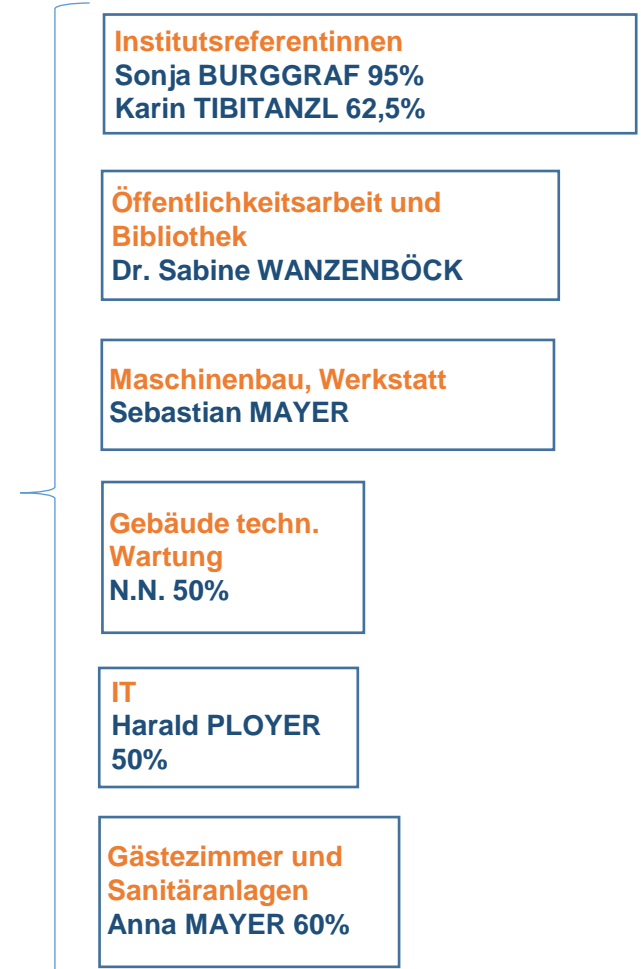 Institutsreferentinnen
Sonja BURGGRAF 95%
Karin TIBITANZL 62,5%
Öffentlichkeitsarbeit und
Bibliothek
Dr. Sabine WANZENBÖCK
Maschinenbau, Werkstatt
Sebastian MAYER
Gebäude techn.
Wartung
N.N. 50%
IT
Harald PLOYER
50%
Gästezimmer und
Sanitäranlagen
Anna MAYER 60%